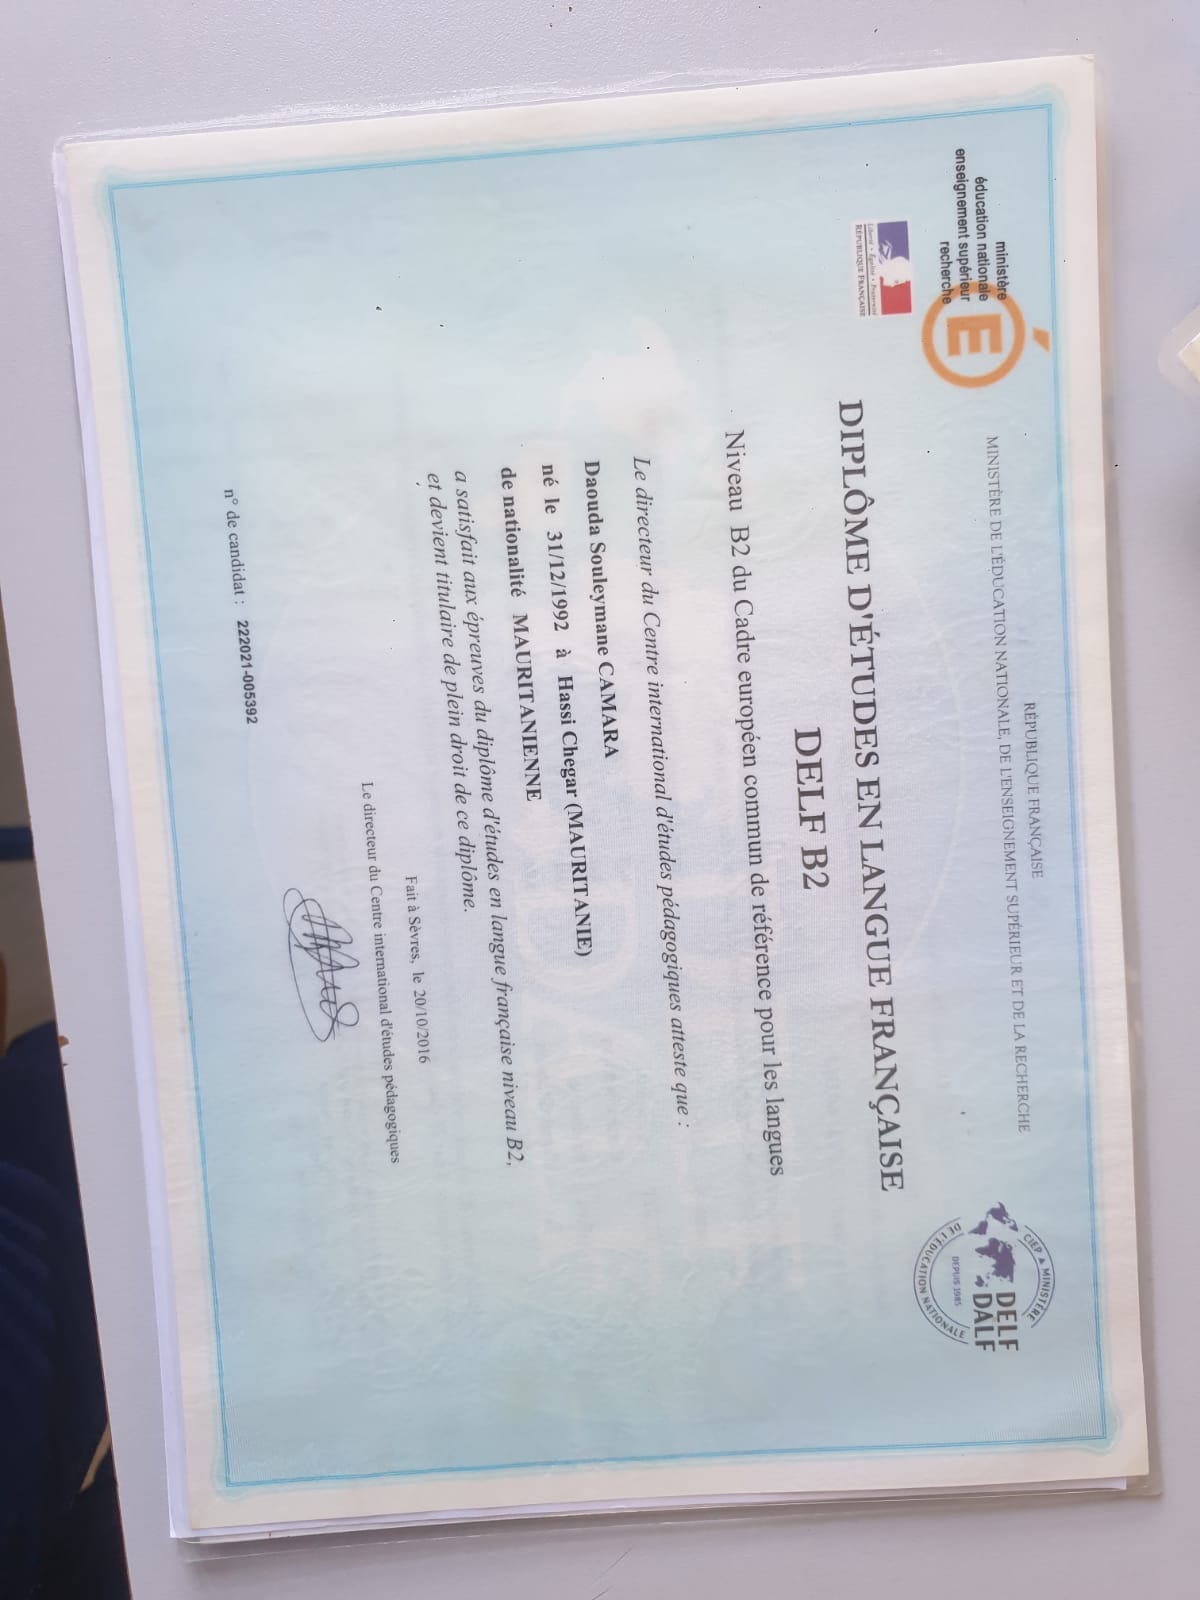 ministère
éducation nationale
enseignement supérieur
recherche
É
Liberté • Égalité • Fraternité
RÉPUBLIQUE FRANÇAISE
RÉPUBLIQUE FRANÇAISE
MINISTÈRE DE L'ÉDUCATION NATIONALE, DE L'ENSEIGNEMENT SUPÉRIEUR ET DE LA RECHERCHE
CIEP & MINISTÈRE
DELF
DALF
DEPUIS 1985
DE L'ÉDUCATION NATIONALE
DIPLÔME D'ÉTUDES EN LANGUE FRANÇAISE
DELF B2
Niveau B2 du Cadre européen commun de référence pour les langues
Le directeur du Centre international d'études pédagogiques atteste que :
Daouda Souleymane CAMARA
né le 31/12/1992 à Hassi Chegar (MAURITANIE)
de nationalité MAURITANIENNE
a satisfait aux épreuves du diplôme d'études en langue française niveau B2,
et devient titulaire de plein droit de ce diplôme.
Fait à Sèvres, le 20/10/2016
Le directeur du Centre international d'études pédagogiques
n° de candidat : 222021-005392